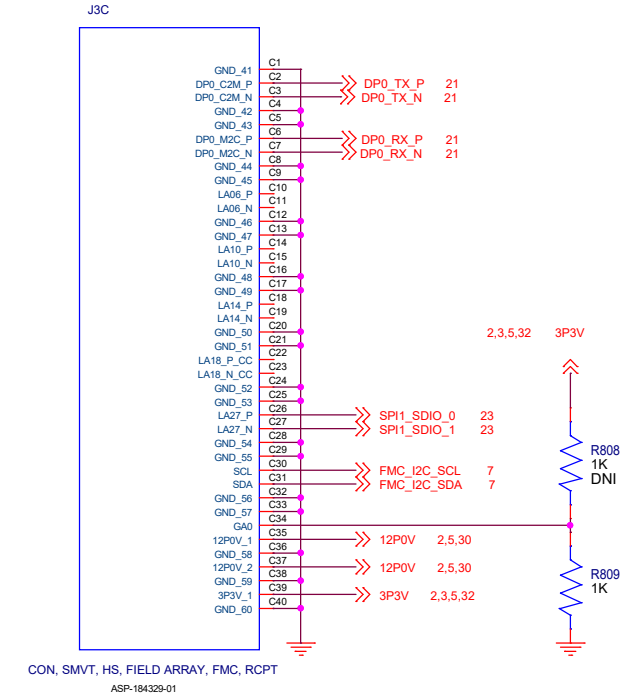 J3C
GND_41 C1
DP0_C2M_P C2 DP0_TX_P 21
DP0_C2M_N C3 DP0_TX_N 21
GND_42 C4
GND_43 C5
DP0_M2C_P C6 DP0_RX_P 21
DP0_M2C_N C7 DP0_RX_N 21
GND_44 C8
GND_45 C9
LA06_P C10
LA06_N C11
GND_46 C12
GND_47 C13
LA10_P C14
LA10_N C15
GND_48 C16
GND_49 C17
LA14_P C18
LA14_N C19
GND_50 C20
2,3,5,32 3P3V
GND_51 C21
LA18_P_CC C22
LA18_N_CC C23
GND_52 C24
GND_53 C25
LA27_P C26 SPI1_SDIO_0 23
LA27_N C27 SPI1_SDIO_1 23
GND_54 C28
GND_55 C29
R808
1K
DNI
SCL C30 FMC_I2C_SCL 7
SDA C31 FMC_I2C_SDA 7
GND_56 C32
GND_57 C33
GA0 C34
12P0V_1 C35 12P0V 2,5,30
GND_58 C36
12P0V_2 C37 12P0V 2,5,30
GND_59 C38
R809
1K
3P3V_1 C39 3P3V 2,3,5,32
GND_60 C40
CON, SMVT, HS, FIELD ARRAY, FMC, RCPT
ASP-184329-01